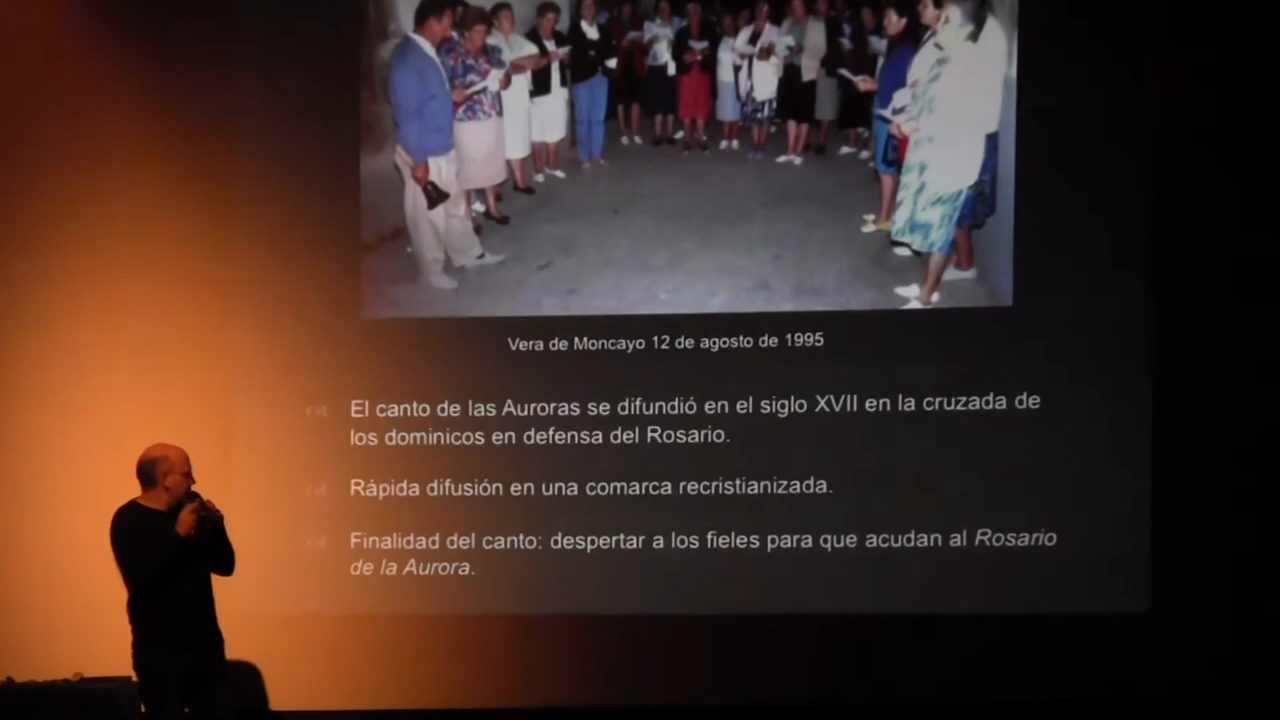 Vera de Moncayo 12 de agosto de 1995
El canto de las Auroras se difundió en el siglo XVII en la cruzada de
los dominicos en defensa del Rosario.
Rápida difusión en una comarca recristianizada.
Finalidad del canto: despertar a los fieles para que acudan al Rosario
de la Aurora.